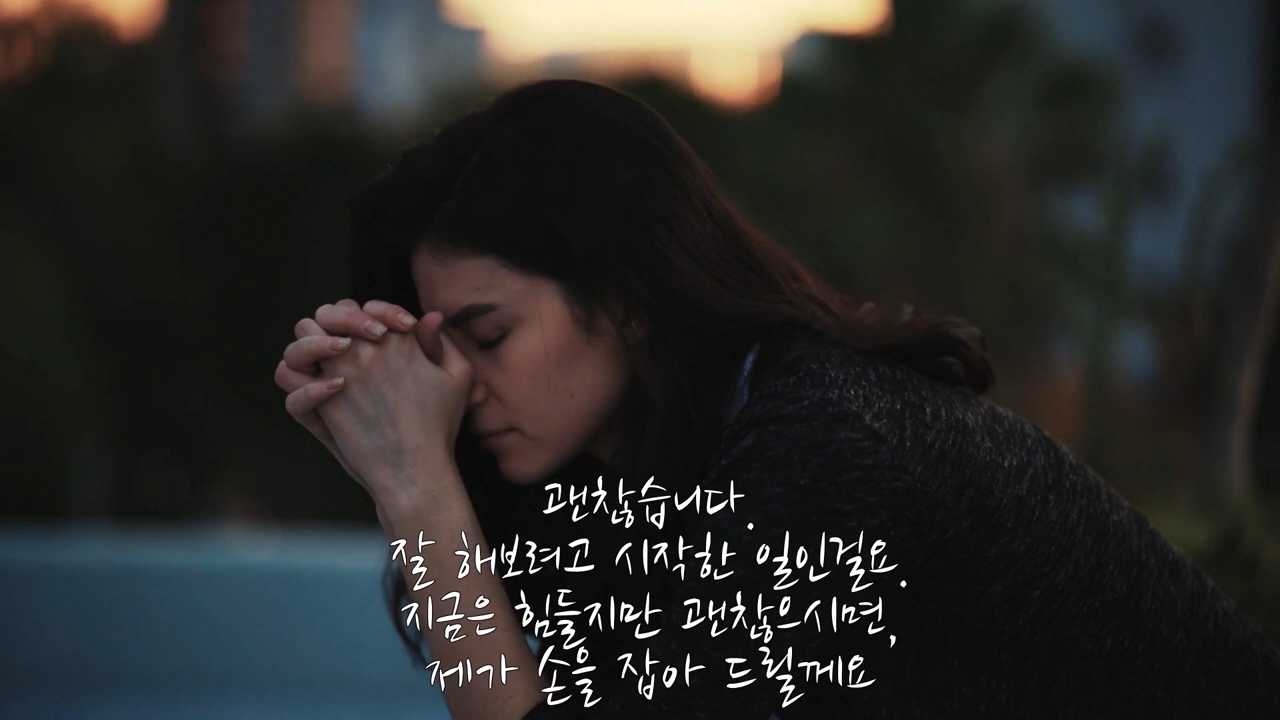 괜찮습니다.
잘 해보려고 시작한 일인걸요.
지금은 힘들지만 괜찮으시면,
제가 손을 잡아 드릴께요